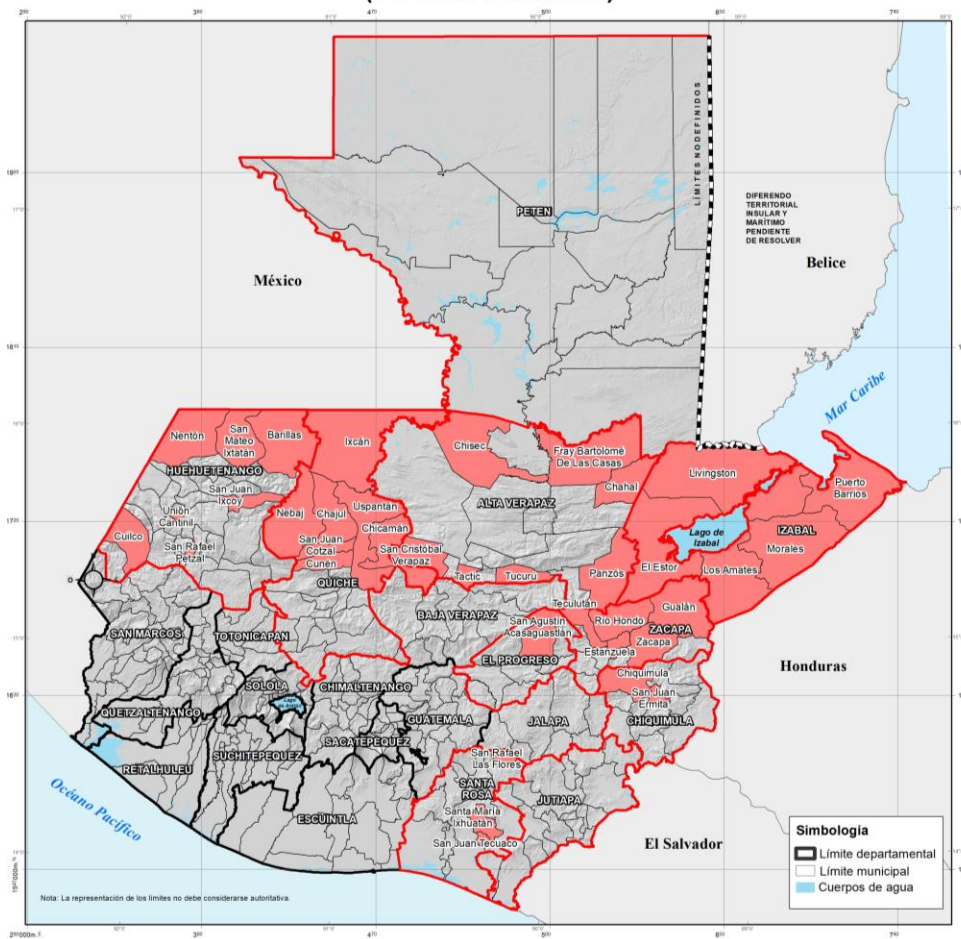 LÍMITES NO DEFINIDOS
DIFERENDO
TERRITORIAL
INSULAR Y
MARÍTIMO
PENDIENTE
DE RESOLVER
PETEN
Belice
México
Mar Caribe
Nentón
San
Mateo
Ixtatán
Barillas
Ixcán
Chisec
Fray Bartolomé
De Las Casas
Livingston
Puerto
Barrios
HUEHUETENANGO
San Juan
Ixcoy
Chahal
ALTA VERAPAZ
Unión
Cantinil
Nebaj
Chajul
Uspantán
Chicamán
IZABAL
Lago de
Izabal
Morales
Cuilco
San Rafael
Petzal
San Juan
Cotzal
Cunén
San Cristóbal
Verapaz
Tactic
Tucurú
Panzós
El Estor
Los Amates
QUICHE
Teculután
Gualán
SAN MARCOS
TOTONICAPAN
BAJA VERAPAZ
San Agustín
Acasaguastlán
Río Hondo
ZACAPA
Estanzuela
Zacapa
EL PROGRESO
Honduras
SOLOLA
CHIMALTENANGO
Chiquimula
San Juan
Ermita
QUETZALTENANGO
GUATEMALA
JALAPA
CHIQUIMULA
SACATEPEQUEZ
RETALHULEU
SUCHITEPEQUEZ
San Rafael
Las Flores
SANTA
ROSA
JUTIAPA
ESCUINTLA
Santa María
Ixhuatán
San Juan Tecuaco
Océano Pacífico
El Salvador
Simbología
Límite departamental
Límite municipal
Cuerpos de agua
Nota: La representación de los límites no debe considerarse autoritativa.